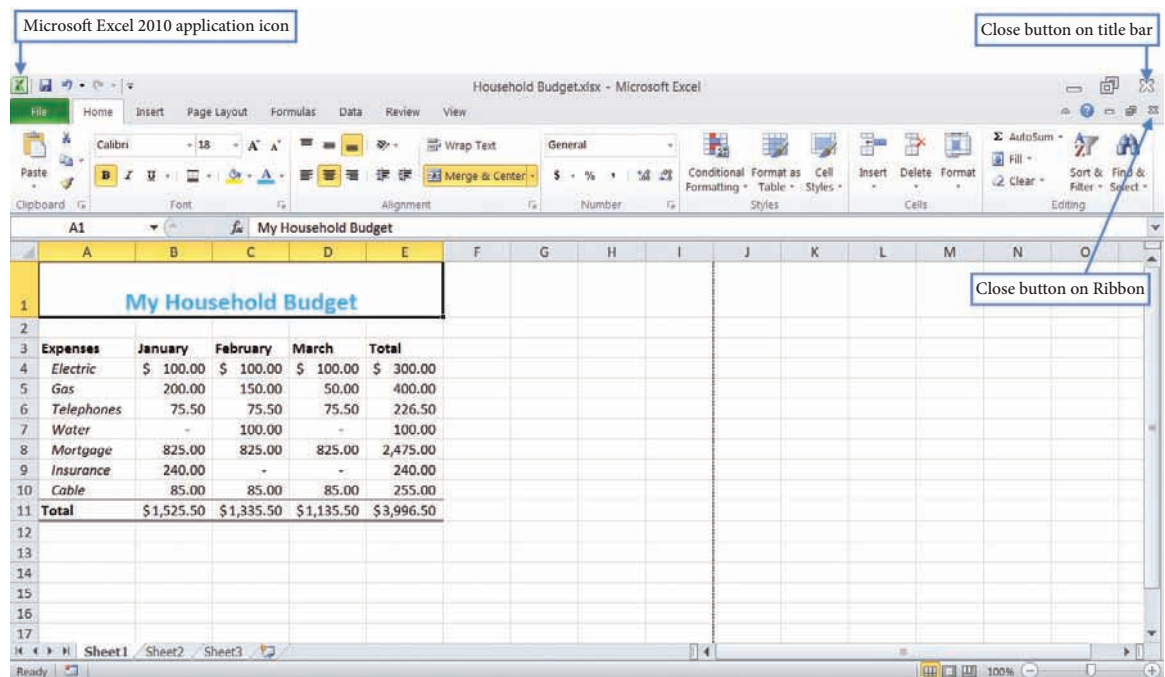 Microsoft Excel 2010 application icon
Close button on title bar
Household Budget.xlsx - Microsoft Excel
File Home Insert Page Layout Formulas Data Review View
Calibri 18 Wrap Text General Σ AutoSum
Fill
Paste B I U Merge & Center $ % , Conditional Formatting Format as Table Cell Styles Insert Delete Format Clear Sort & Filter Find & Select
Clipboard Font Alignment Number Styles Cells Editing
A1 fx My Household Budget
A B C D E F G H I J K L M N O
Close button on Ribbon
1 My Household Budget
2
3 Expenses January February March Total
4 Electric $ 100.00 $ 100.00 $ 100.00 $ 300.00
5 Gas 200.00 150.00 50.00 400.00
6 Telephones 75.50 75.50 75.50 226.50
7 Water - 100.00 - 100.00
8 Mortgage 825.00 825.00 825.00 2,475.00
9 Insurance 240.00 - - 240.00
10 Cable 85.00 85.00 85.00 255.00
11 Total $1,525.50 $1,335.50 $1,135.50 $3,996.50
12
13
14
15
16
17
Sheet1 Sheet2 Sheet3
Ready 100%